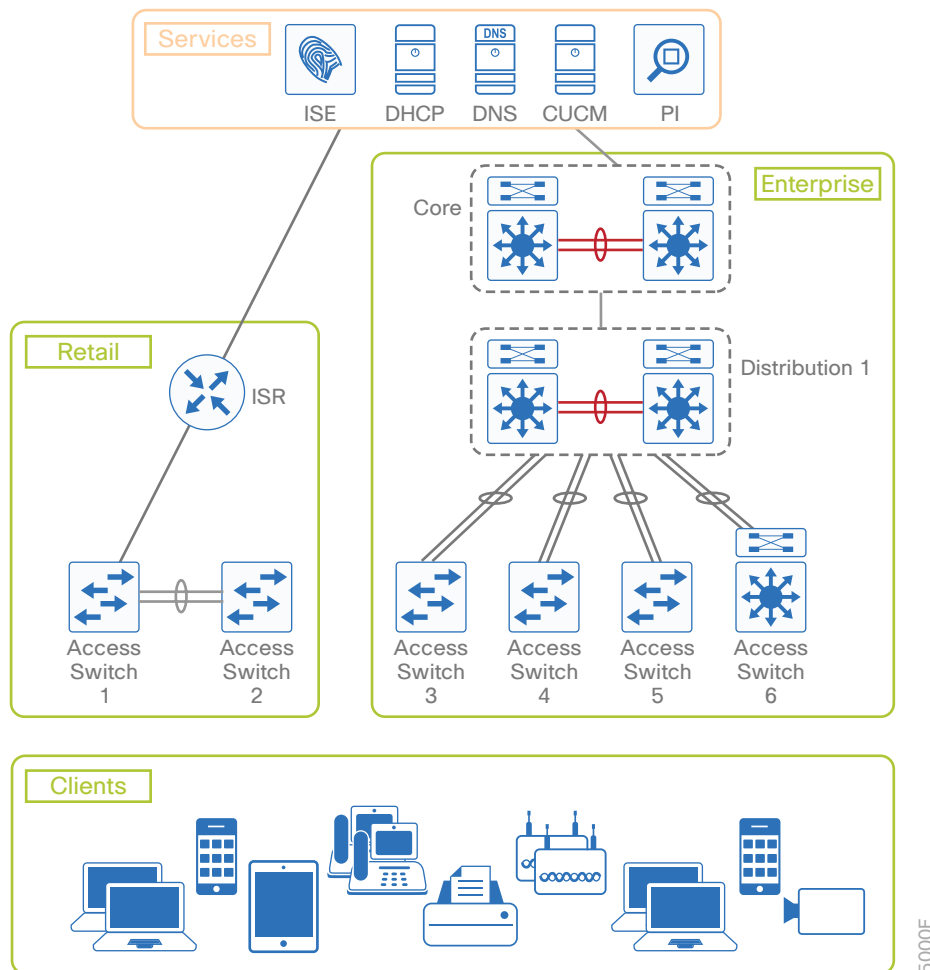 Services
DNS
ISE
DHCP
DNS
CUCM
PI
Enterprise
Core
Retail
ISR
Distribution 1
Access
Switch
1
Access
Switch
2
Access
Switch
3
Access
Switch
4
Access
Switch
5
Access
Switch
6
Clients